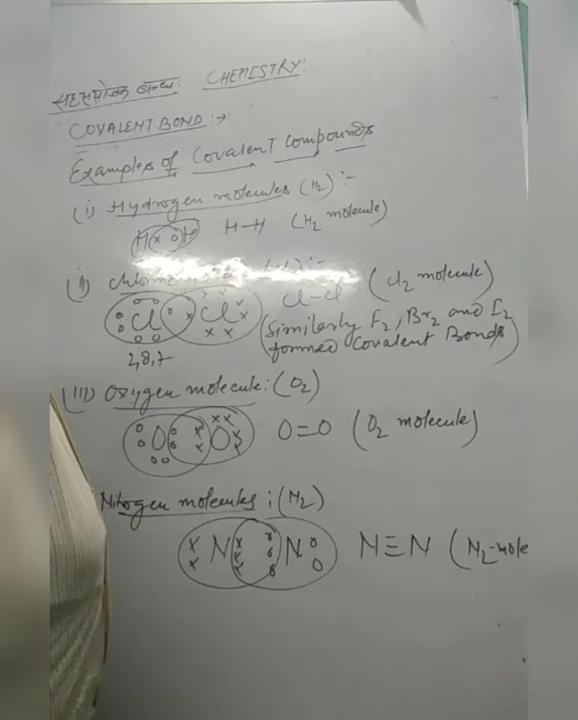 सहसंयोजक बन्ध: CHEMISTRY:
COVALENT BOND :→
Examples of Covalent Compounds
(i) Hydrogen molecules (H₂) :-
H x o H H-H (H₂ molecule)
(ii) Chlorine :-
Cl Cl Cl-Cl (Cl₂ molecule)
2,8,7 (Similarly F₂, Br₂ and I₂
formed Covalent Bonds)
(III) Oxygen molecule: (O₂)
O O O=O (O₂ molecule)
Nitrogen molecules : (N₂)
N N N≡N (N₂-mole